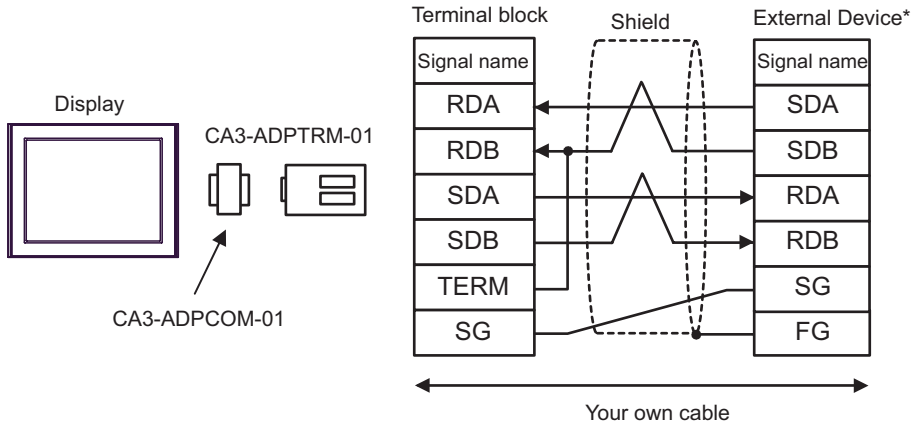 Display
CA3-ADPTRM-01
CA3-ADPCOM-01
Terminal block
Shield
External Device*
Signal name
Signal name
RDA
SDA
RDB
SDB
SDA
RDA
SDB
RDB
TERM
SG
SG
FG
Your own cable